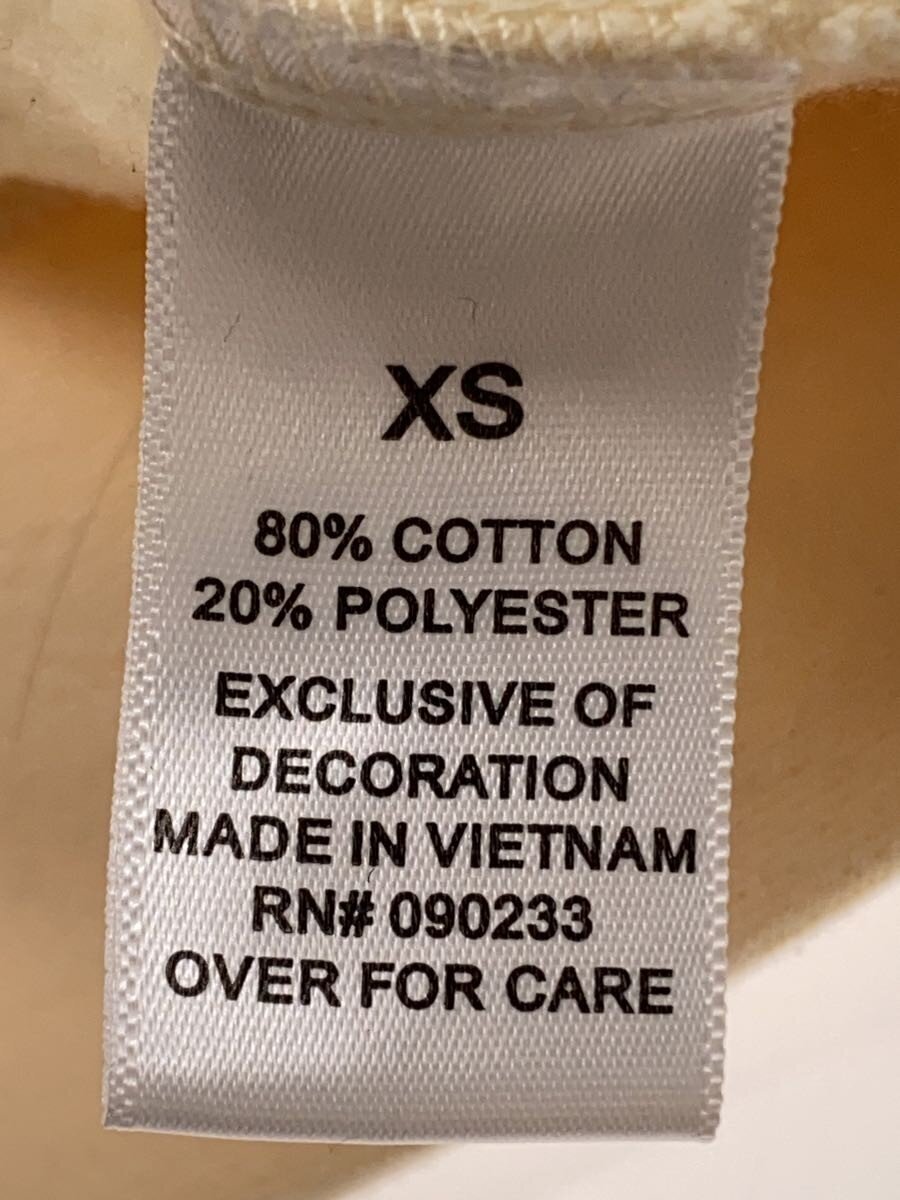 XS
80% COTTON
20% POLYESTER
EXCLUSIVE OF
DECORATION
MADE IN VIETNAM
RN# 090233
OVER FOR CARE